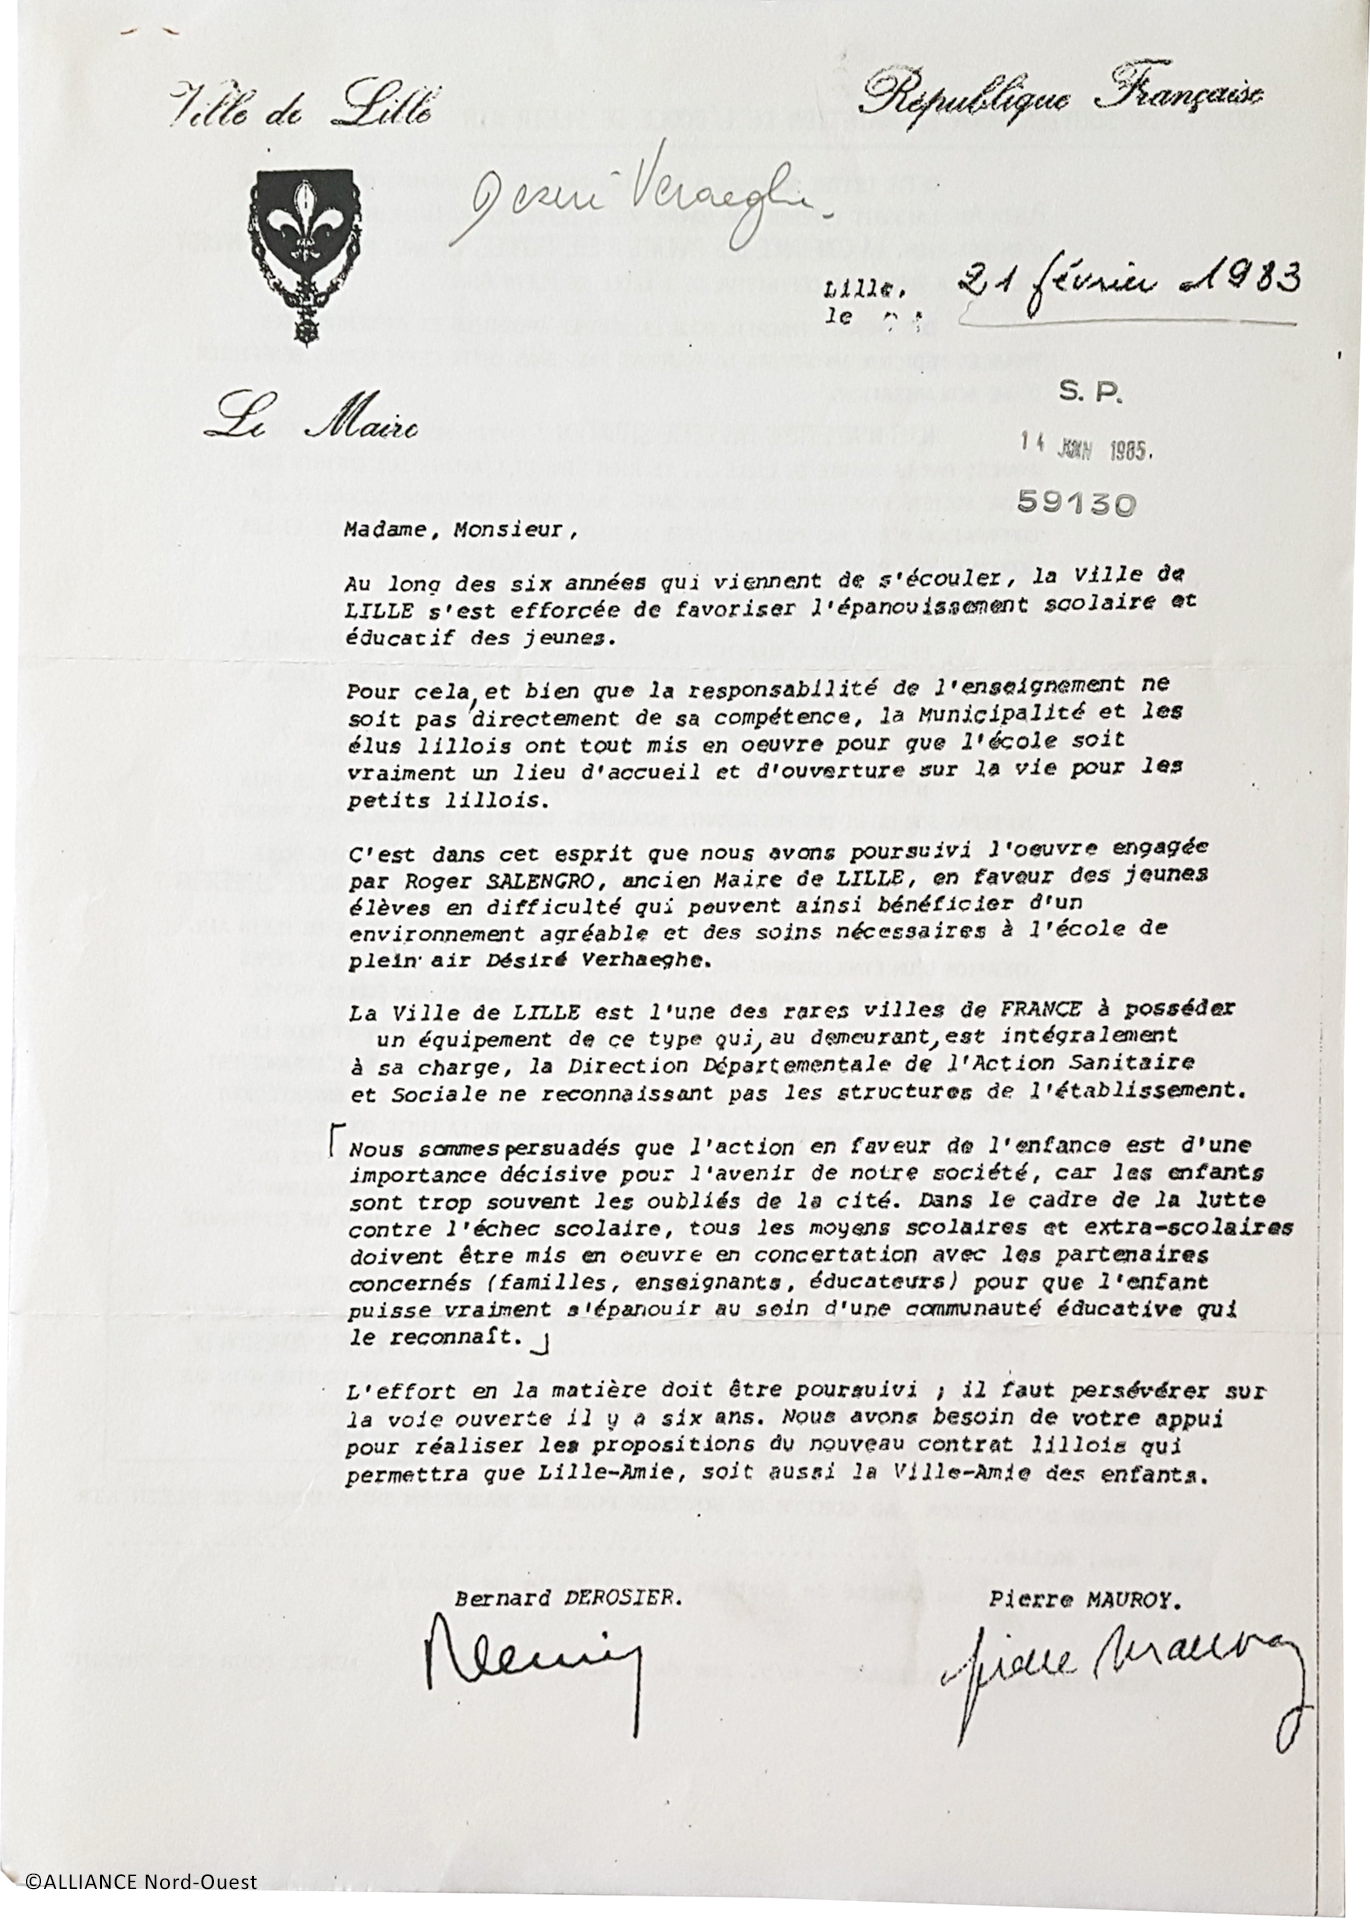 Ville de Lille
République Française
Desiré Veraeghe.
Lille,
le
21 février 1983
Le Maire
S. P.
14 JUIN 1985.
59130
Madame, Monsieur,
Au long des six années qui viennent de s'écouler, la Ville de
LILLE s'est efforcée de favoriser l'épanouissement scolaire et
éducatif des jeunes.
Pour cela, et bien que la responsabilité de l'enseignement ne
soit pas directement de sa compétence, la Municipalité et les
élus lillois ont tout mis en oeuvre pour que l'école soit
vraiment un lieu d'accueil et d'ouverture sur la vie pour les
petits lillois.
C'est dans cet esprit que nous avons poursuivi l'oeuvre engagée
par Roger SALENGRO, ancien Maire de LILLE, en faveur des jeunes
élèves en difficulté qui peuvent ainsi bénéficier d'un
environnement agréable et des soins nécessaires à l'école de
plein air Désiré Verhaeghe.
La Ville de LILLE est l'une des rares villes de FRANCE à posséder
un équipement de ce type qui, au demeurant, est intégralement
à sa charge, la Direction Départementale de l'Action Sanitaire
et Sociale ne reconnaissant pas les structures de l'établissement.
Nous sommes persuadés que l'action en faveur de l'enfance est d'une
importance décisive pour l'avenir de notre société, car les enfants
sont trop souvent les oubliés de la cité. Dans le cadre de la lutte
contre l'échec scolaire, tous les moyens scolaires et extra-scolaires
doivent être mis en oeuvre en concertation avec les partenaires
concernés (familles, enseignants, éducateurs) pour que l'enfant
puisse vraiment s'épanouir au sein d'une communauté éducative qui
le reconnaît.
L'effort en la matière doit être poursuivi ; il faut persévérer sur
la voie ouverte il y a six ans. Nous avons besoin de votre appui
pour réaliser les propositions du nouveau contrat lillois qui
permettra que Lille-Amie, soit aussi la Ville-Amie des enfants.
Bernard DEROSIER.
Pierre MAUROY.
Pierre Mauroy
©ALLIANCE Nord-Ouest